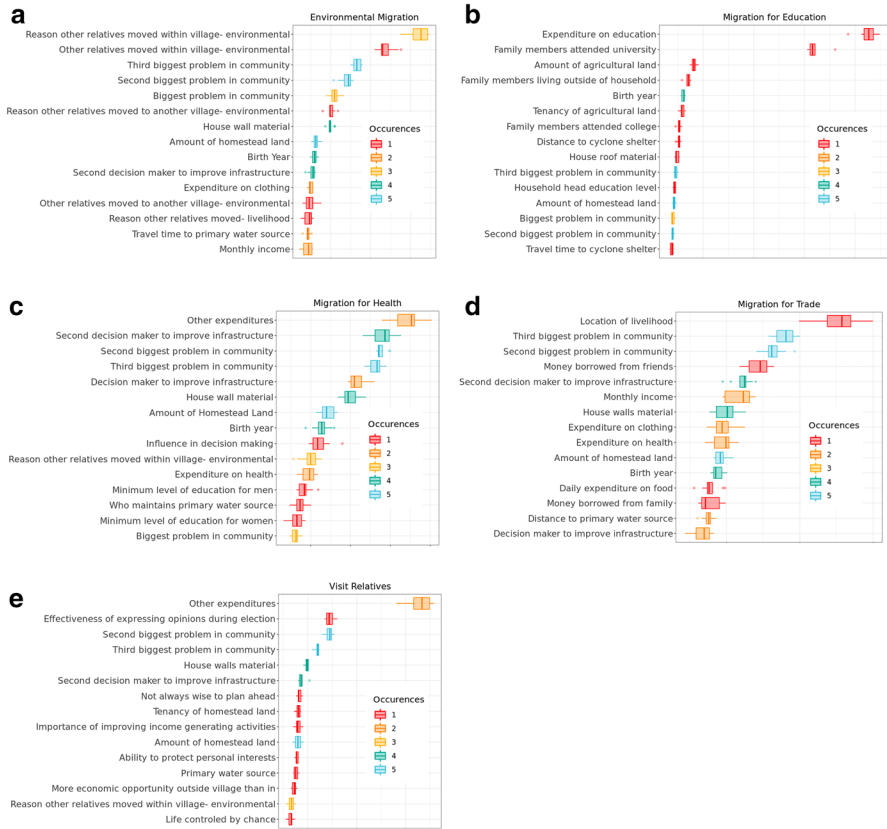 a
Environmental Migration
Reason other relatives moved within village- environmental
Other relatives moved within village- environmental
Third biggest problem in community
Second biggest problem in community
Biggest problem in community
Reason other relatives moved to another village- environmental
House wall material
Amount of homestead land
Birth Year
Second decision maker to improve infrastructure
Expenditure on clothing
Other relatives moved to another village- environmental
Reason other relatives moved- livelihood
Travel time to primary water source
Monthly income
Occurences
1
2
3
4
5
b
Migration for Education
Expenditure on education
Family members attended university
Amount of agricultural land
Family members living outside of household
Birth year
Tenancy of agricultural land
Family members attended college
Distance to cyclone shelter
House roof material
Third biggest problem in community
Household head education level
Amount of homestead land
Biggest problem in community
Second biggest problem in community
Travel time to cyclone shelter
Occurences
1
2
3
4
5
c
Migration for Health
Other expenditures
Second decision maker to improve infrastructure
Second biggest problem in community
Third biggest problem in community
Decision maker to improve infrastructure
House wall material
Amount of Homestead Land
Birth year
Influence in decision making
Reason other relatives moved within village- environmental
Expenditure on health
Minimum level of education for men
Who maintains primary water source
Minimum level of education for women
Biggest problem in community
Occurences
1
2
3
4
5
d
Migration for Trade
Location of livelihood
Third biggest problem in community
Second biggest problem in community
Money borrowed from friends
Second decision maker to improve infrastructure
Monthly income
House walls material
Expenditure on clothing
Expenditure on health
Amount of homestead land
Birth year
Daily expenditure on food
Money borrowed from family
Distance to primary water source
Decision maker to improve infrastructure
Occurences
1
2
3
4
5
e
Visit Relatives
Other expenditures
Effectiveness of expressing opinions during election
Second biggest problem in community
Third biggest problem in community
House walls material
Second decision maker to improve infrastructure
Not always wise to plan ahead
Tenancy of homestead land
Importance of improving income generating activities
Amount of homestead land
Ability to protect personal interests
Primary water source
More economic opportunity outside village than in
Reason other relatives moved within village- environmental
Life controled by chance
Occurences
1
2
3
4
5